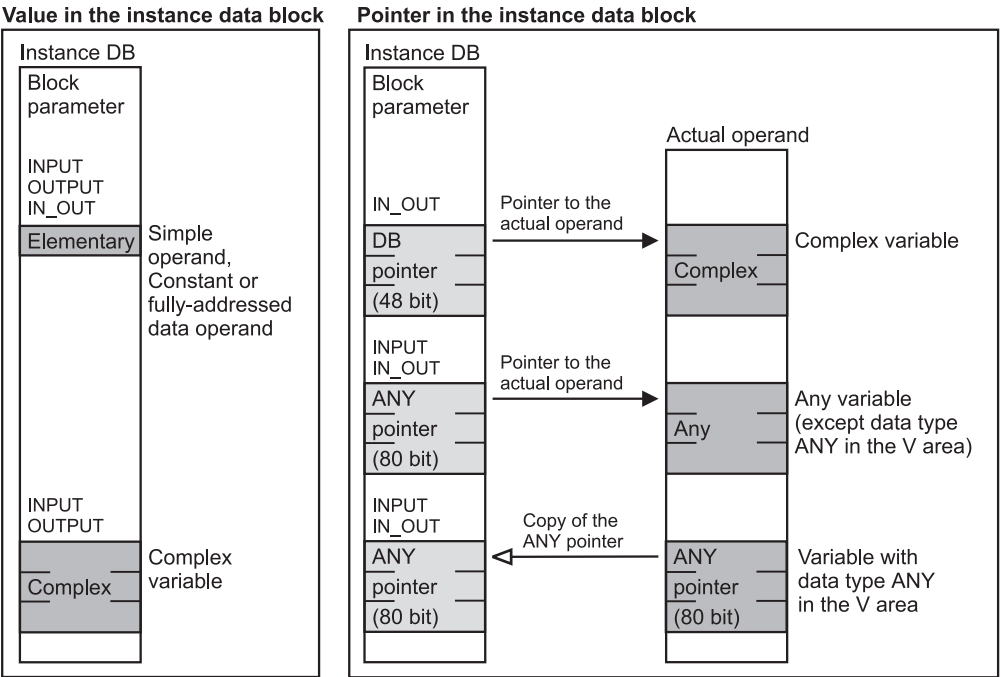 Value in the instance data block
Instance DB
Block
parameter
INPUT
OUTPUT
IN_OUT
Elementary
Simple
operand,
Constant or
fully-addressed
data operand
INPUT
OUTPUT
Complex
Complex
variable
Pointer in the instance data block
Instance DB
Block
parameter
Actual operand
IN_OUT
Pointer to the
actual operand
DB
pointer
(48 bit)
Complex
Complex variable
INPUT
IN_OUT
Pointer to the
actual operand
ANY
pointer
(80 bit)
Any
Any variable
(except data type
ANY in the V area)
INPUT
IN_OUT
Copy of the
ANY pointer
ANY
pointer
(80 bit)
ANY
pointer
(80 bit)
Variable with
data type ANY
in the V area